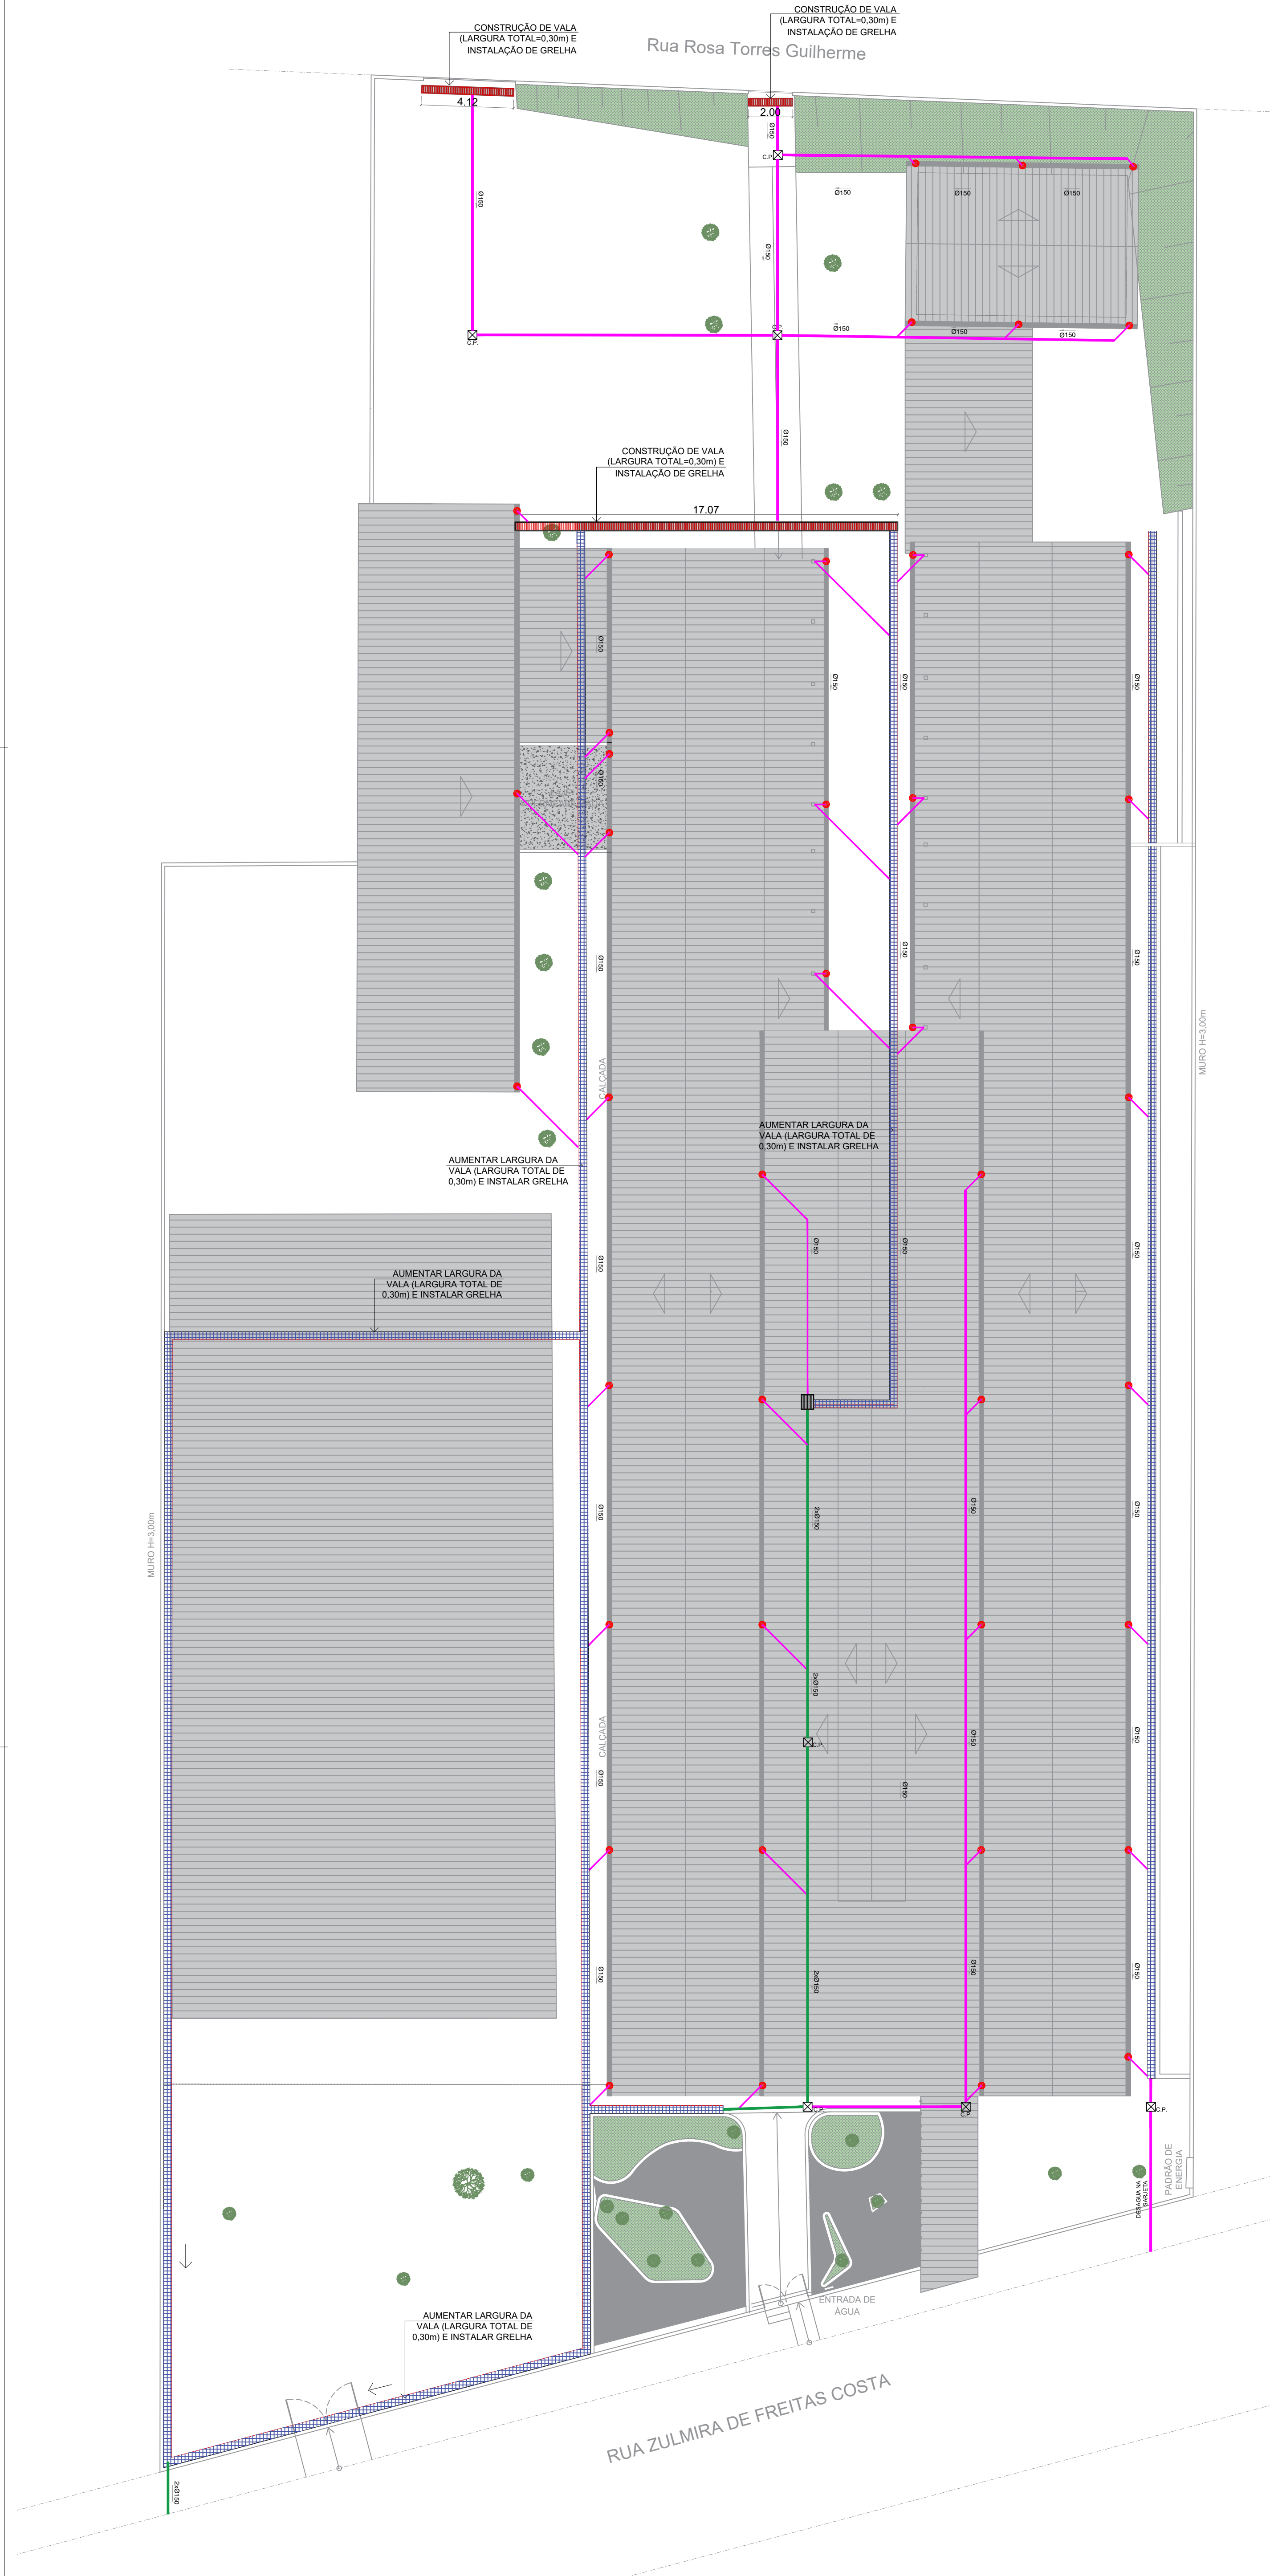 CONSTRUÇÃO DE VALA
(LARGURA TOTAL=0,30m) E
INSTALAÇÃO DE GRELHA
CONSTRUÇÃO DE VALA
(LARGURA TOTAL=0,30m) E
INSTALAÇÃO DE GRELHA
Rua Rosa Torres Guilherme
4.12
2.00
Ø150
C.P.
Ø150
Ø150
Ø150
Ø150
Ø150
Ø150
Ø150
Ø150
C.P.
C.P.
Ø150
CONSTRUÇÃO DE VALA
(LARGURA TOTAL=0,30m) E
INSTALAÇÃO DE GRELHA
17.07
Ø150
Ø150
Ø150
Ø150
Ø150
Ø150
Ø150
Ø150
MURO H=3,00m
CALÇADA
AUMENTAR LARGURA DA
VALA (LARGURA TOTAL DE
0,30m) E INSTALAR GRELHA
AUMENTAR LARGURA DA
VALA (LARGURA TOTAL DE
0,30m) E INSTALAR GRELHA
Ø150
Ø150
Ø150
Ø150
AUMENTAR LARGURA DA
VALA (LARGURA TOTAL DE
0,30m) E INSTALAR GRELHA
MURO H=3,00m
Ø150
2xØ150
Ø150
Ø150
2xØ150
CALÇADA
C.P.
Ø150
Ø150
Ø150
Ø150
Ø150
2xØ150
Ø150
Ø150
C.P.
C.P.
C.P.
PADRÃO DE
ENERGIA
DESAGUA NA
SARJETA
ENTRADA DE
ÁGUA
AUMENTAR LARGURA DA
VALA (LARGURA TOTAL DE
0,30m) E INSTALAR GRELHA
RUA ZULMIRA DE FREITAS COSTA
2xØ150